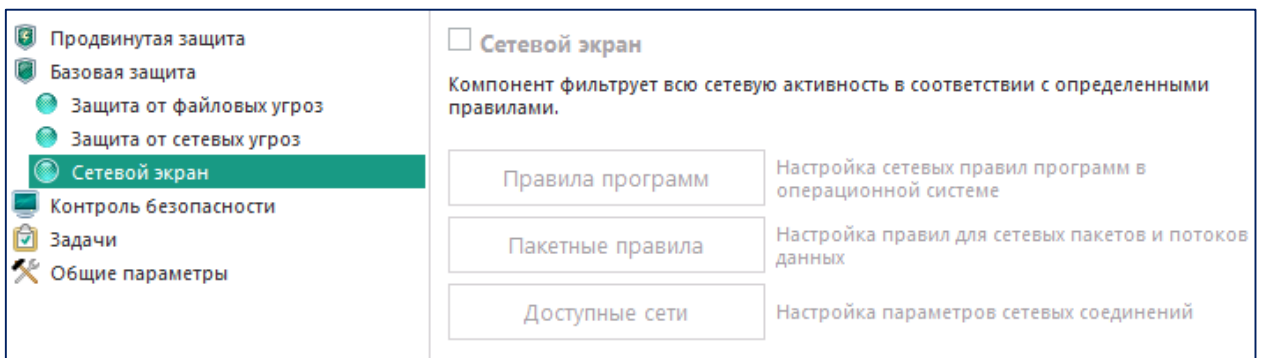 Продвинутая защита
Базовая защита
Защита от файловых угроз
Защита от сетевых угроз
Сетевой экран
Контроль безопасности
Задачи
Общие параметры
Сетевой экран
Компонент фильтрует всю сетевую активность в соответствии с определенными
правилами.
Правила программ
Настройка сетевых правил программ в
операционной системе
Пакетные правила
Настройка правил для сетевых пакетов и потоков
данных
Доступные сети
Настройка параметров сетевых соединений